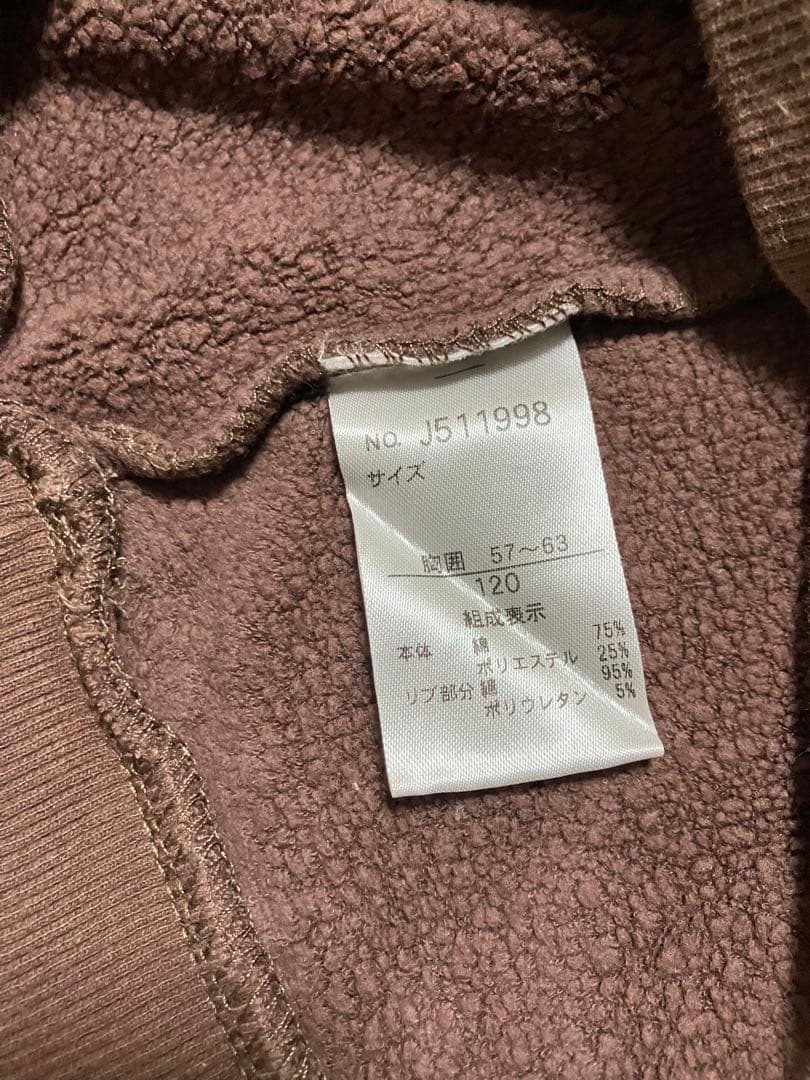 NO. J511998
サイズ
胸囲 57～63
120
組成表示
本体 綿 75%
ポリエステル 25%
リブ部分 綿 95%
ポリウレタン 5%